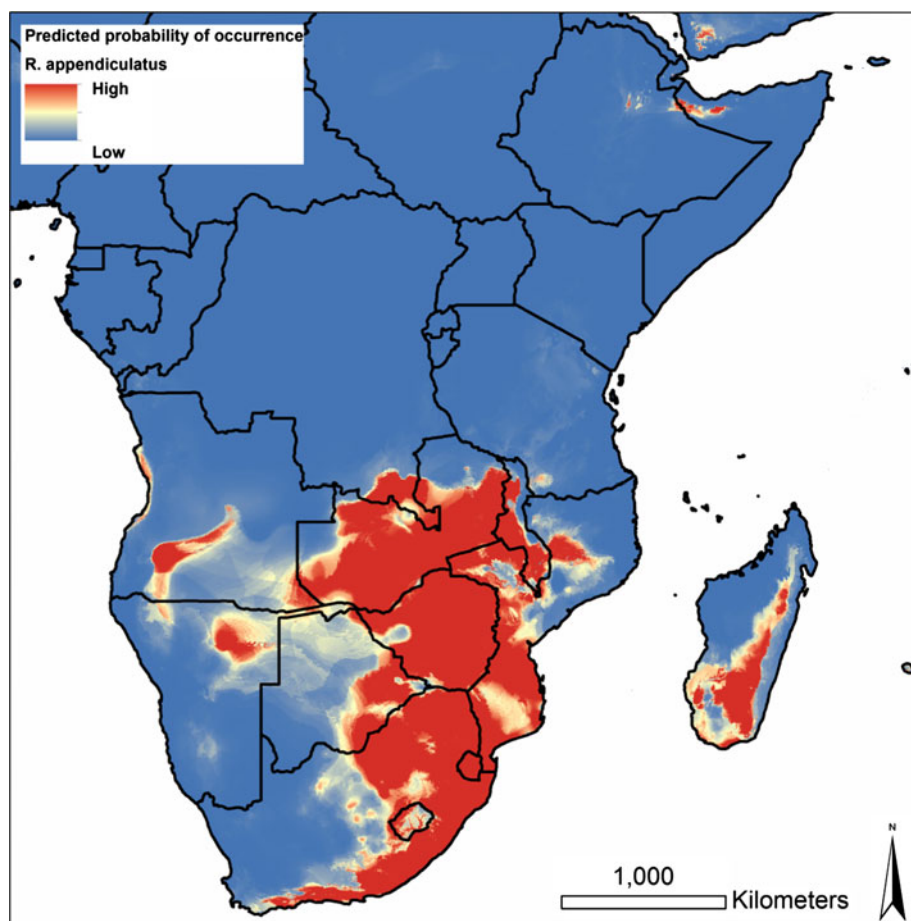 Predicted probability of occurrence
R. appendiculatus
High
Low
N
1,000
Kilometers